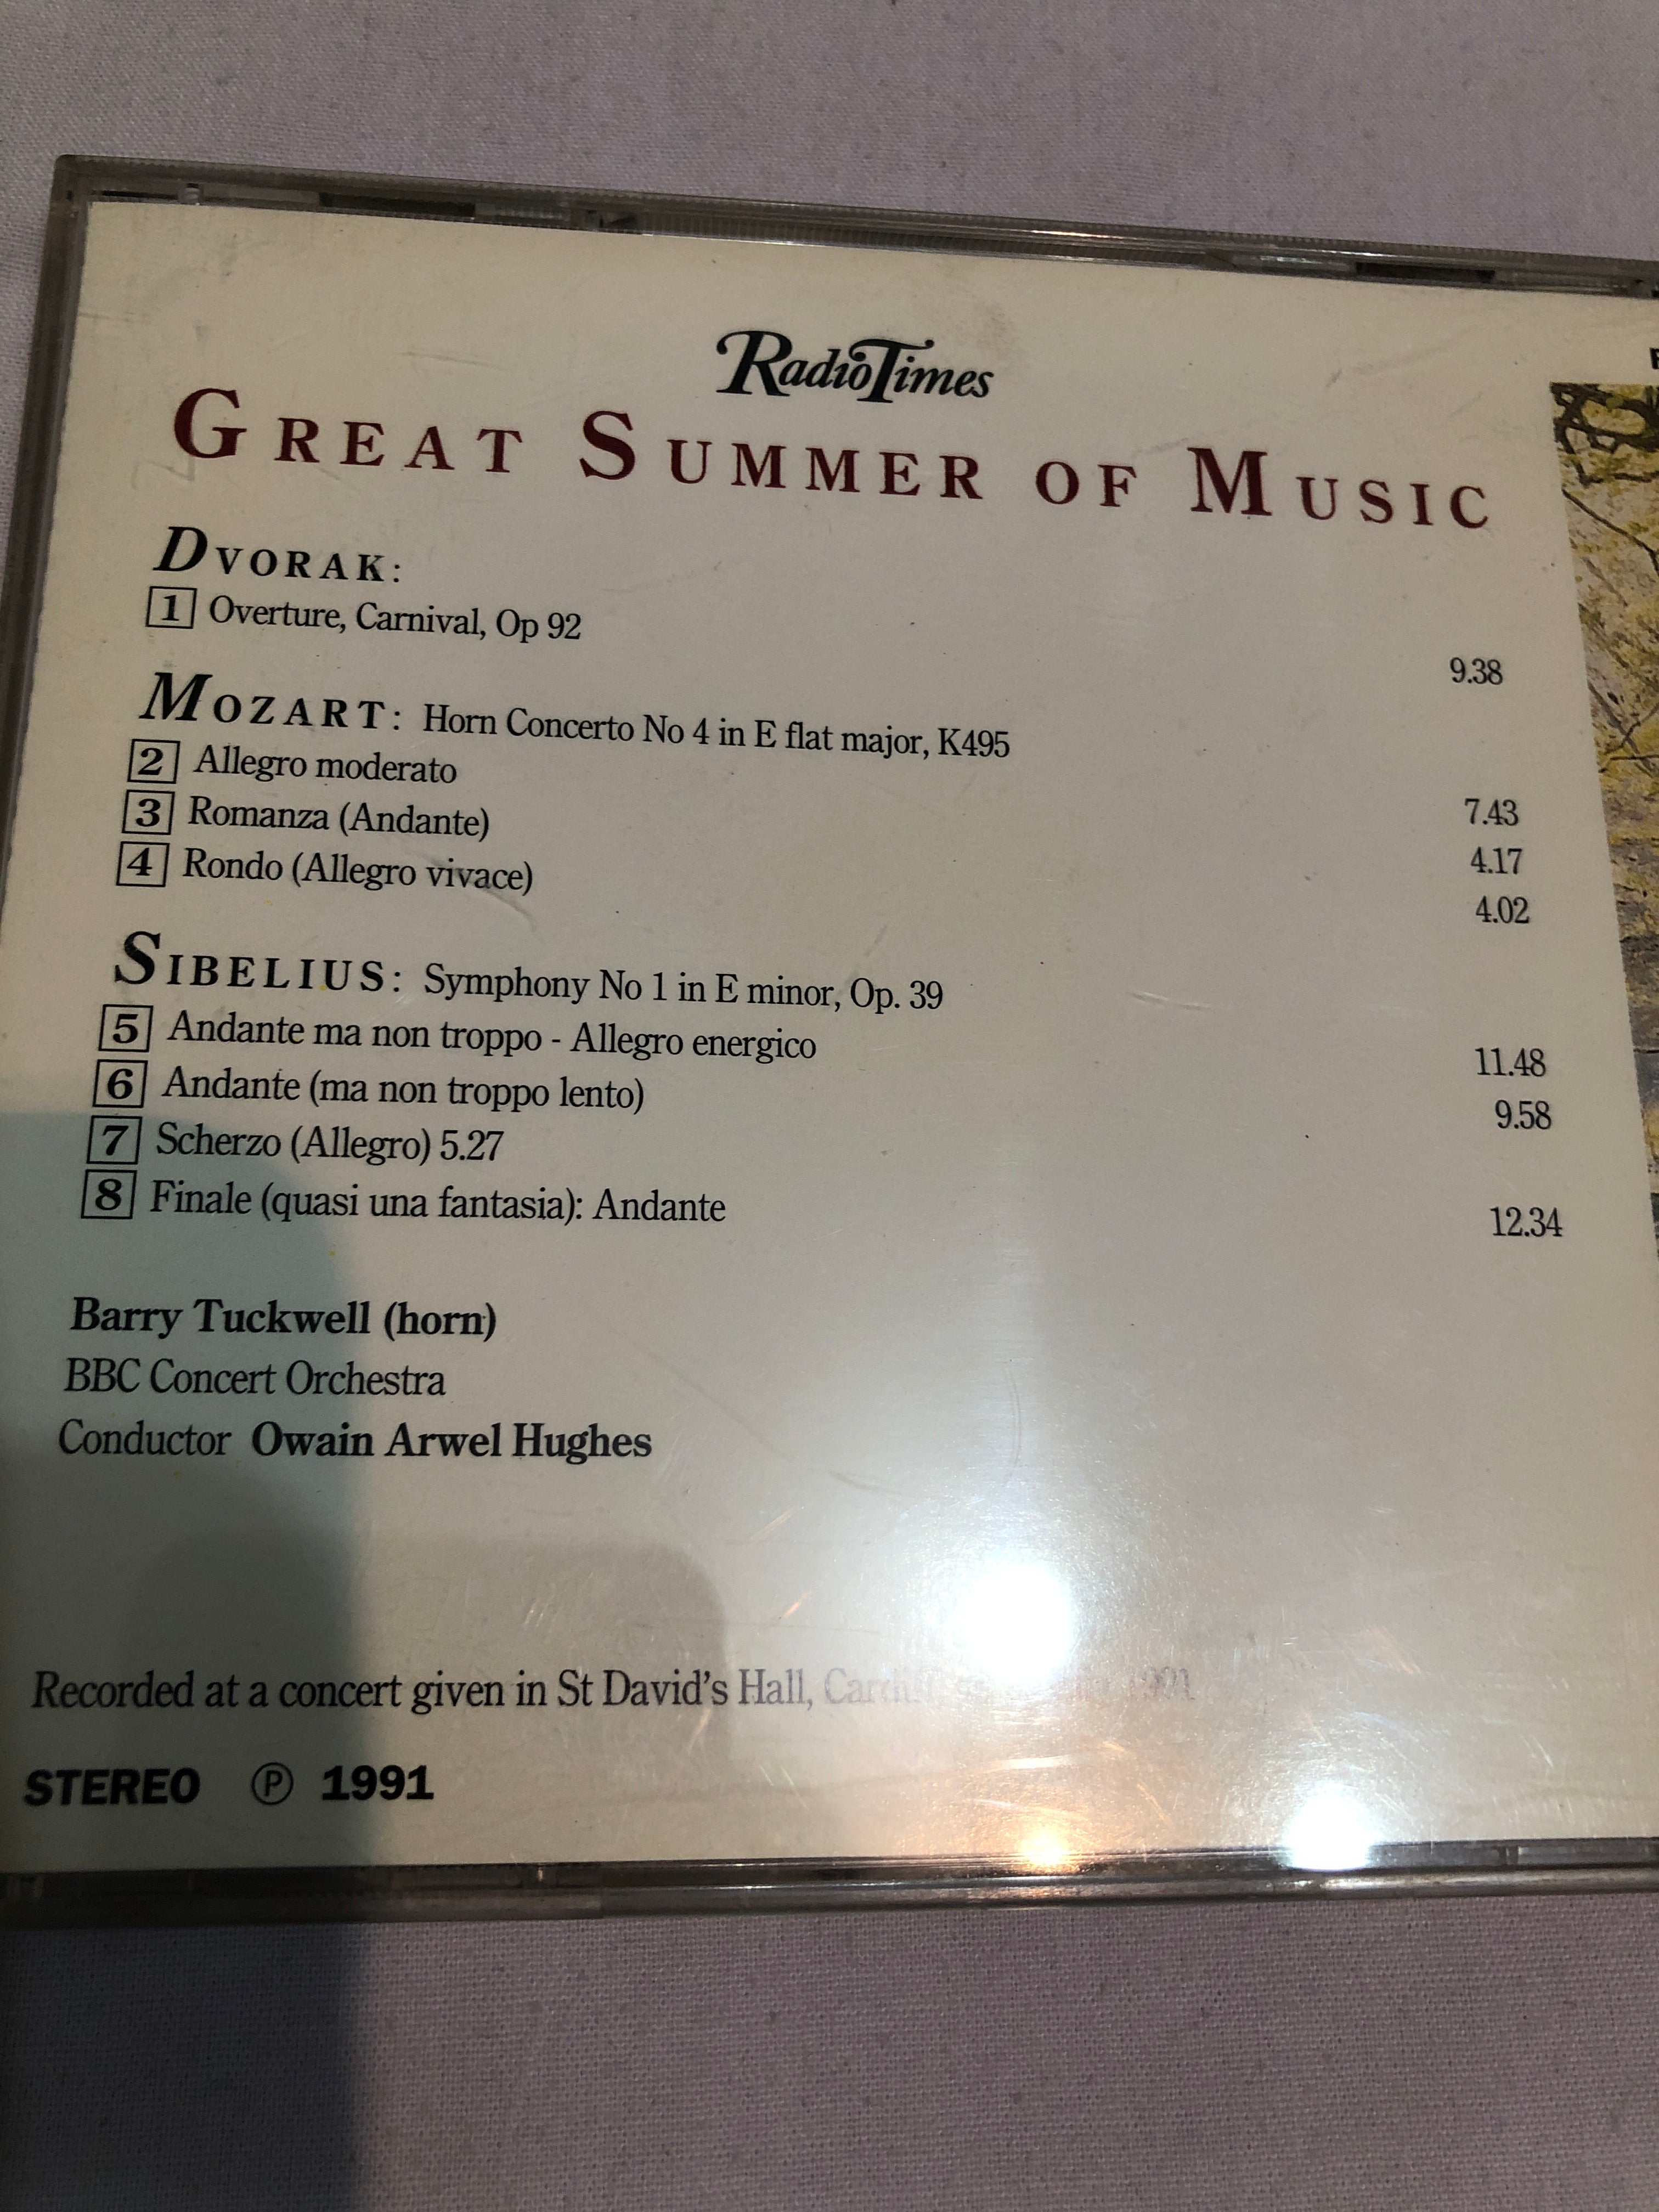 RadioTimes
GREAT SUMMER OF MUSIC
DVORAK:
1 Overture, Carnival, Op 92 9.38
MOZART: Horn Concerto No 4 in E flat major, K495
2 Allegro moderato 7.43
3 Romanza (Andante) 4.17
4 Rondo (Allegro vivace) 4.02
SIBELIUS: Symphony No 1 in E minor, Op. 39
5 Andante ma non troppo - Allegro energico 11.48
6 Andante (ma non troppo lento) 9.58
7 Scherzo (Allegro) 5.27
8 Finale (quasi una fantasia): Andante 12.34
Barry Tuckwell (horn)
BBC Concert Orchestra
Conductor Owain Arwel Hughes
Recorded at a concert given in St David's Hall, Cardiff 1991
STEREO Ⓟ 1991